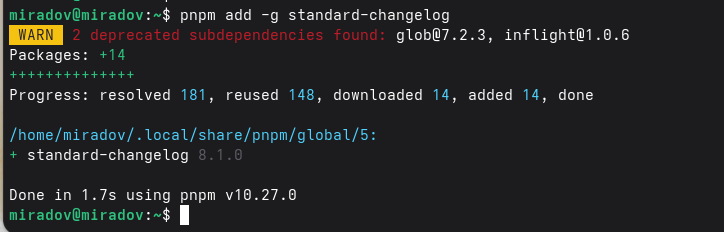 miradov@miradov:~$ pnpm add -g standard-changelog
WARN 2 deprecated subdependencies found: glob@7.2.3, inflight@1.0.6
Packages: +14
++++++++++++++
Progress: resolved 181, reused 148, downloaded 14, added 14, done
/home/miradov/.local/share/pnpm/global/5:
+ standard-changelog 8.1.0
Done in 1.7s using pnpm v10.27.0
miradov@miradov:~$